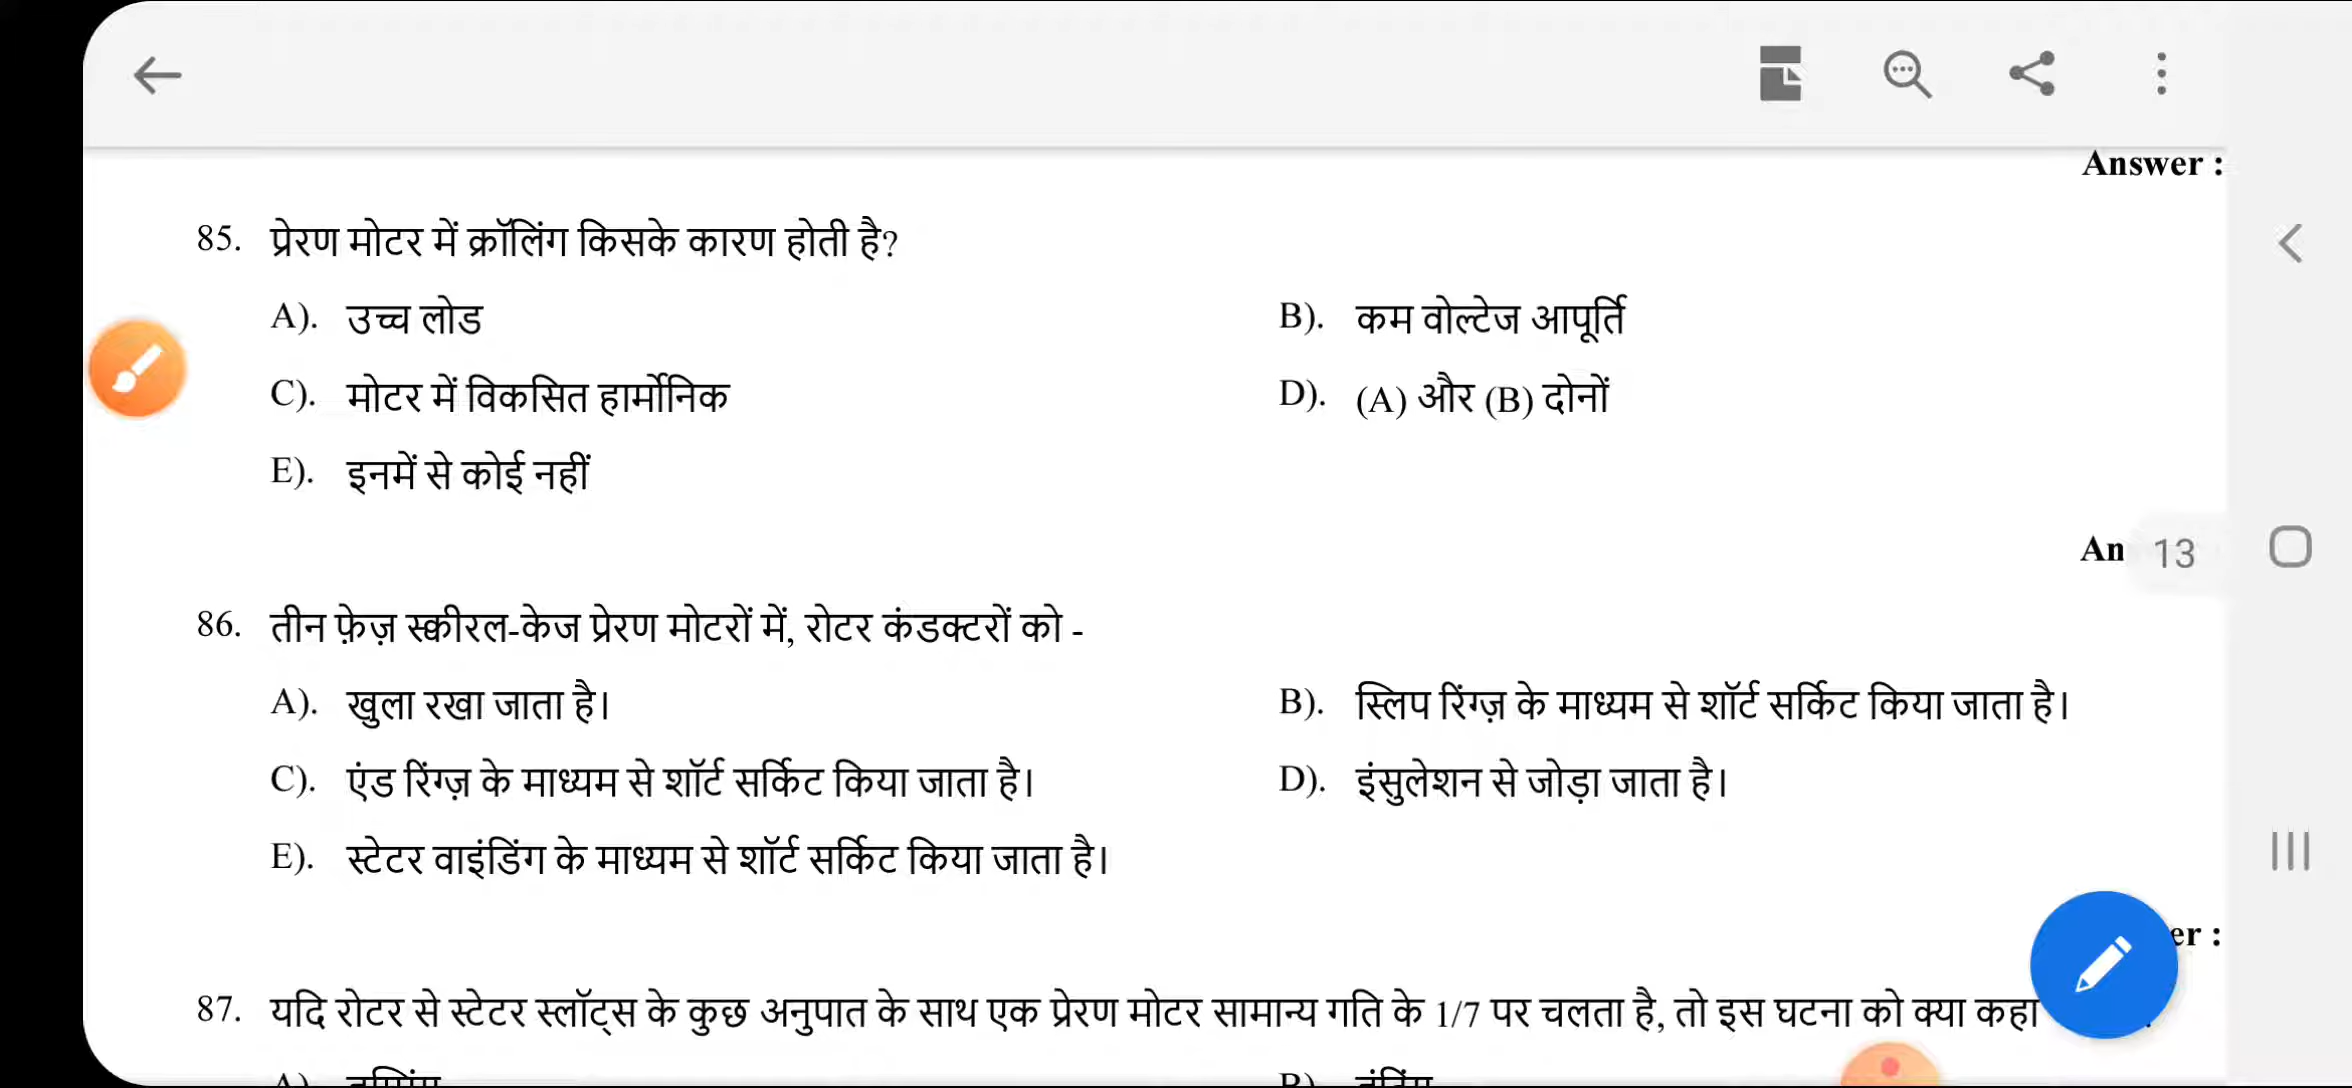 Answer :
85. प्रेरण मोटर में क्रॉलिंग किसके कारण होती है?
A). उच्च लोड
B). कम वोल्टेज आपूर्ति
C). मोटर में विकसित हार्मोनिक
D). (A) और (B) दोनों
E). इनमें से कोई नहीं
An 13
86. तीन फ़ेज़ स्क्वीरल-केज प्रेरण मोटरों में, रोटर कंडक्टरों को -
A). खुला रखा जाता है।
B). स्लिप रिंग्ज़ के माध्यम से शॉर्ट सर्किट किया जाता है।
C). एंड रिंग्ज़ के माध्यम से शॉर्ट सर्किट किया जाता है।
D). इंसुलेशन से जोड़ा जाता है।
E). स्टेटर वाइंडिंग के माध्यम से शॉर्ट सर्किट किया जाता है।
er :
87. यदि रोटर से स्टेटर स्लॉट्स के कुछ अनुपात के साथ एक प्रेरण मोटर सामान्य गति के 1/7 पर चलता है, तो इस घटना को क्या कहा